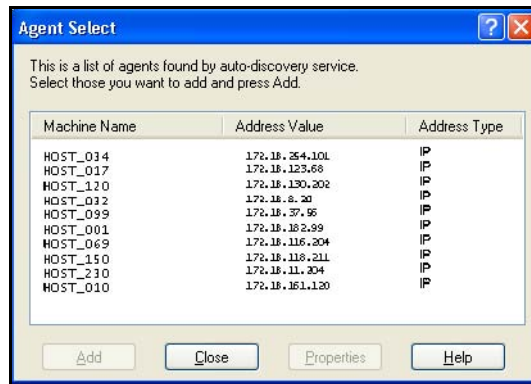 Agent Select
This is a list of agents found by auto-discovery service.
Select those you want to add and press Add.
Machine Name Address Value Address Type
HOST_034 172.18.254.101 IP
HOST_017 172.18.123.68 IP
HOST_120 172.18.130.202 IP
HOST_032 172.18.8.20 IP
HOST_099 172.18.37.95 IP
HOST_001 172.18.182.99 IP
HOST_069 172.18.116.204 IP
HOST_150 172.18.118.211 IP
HOST_230 172.18.11.204 IP
HOST_010 172.18.161.120 IP
Add Close Properties Help